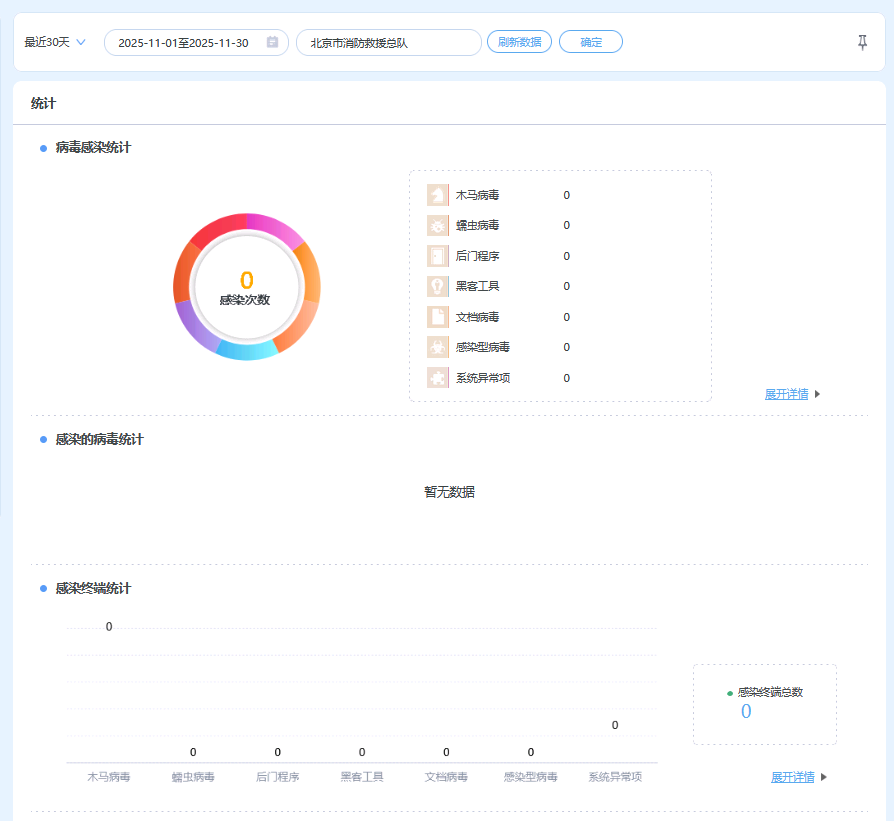 最近30天 2025-11-01至2025-11-30 北京市消防救援总队 刷新数据 确定
统计
病毒感染统计
0
感染次数
木马病毒 0
蠕虫病毒 0
后门程序 0
黑客工具 0
文档病毒 0
感染型病毒 0
系统异常项 0
展开详情
感染的病毒统计
暂无数据
感染终端统计
0
0 0 0 0 0 0
木马病毒 蠕虫病毒 后门程序 黑客工具 文档病毒 感染型病毒 系统异常项
感染终端总数
0
展开详情